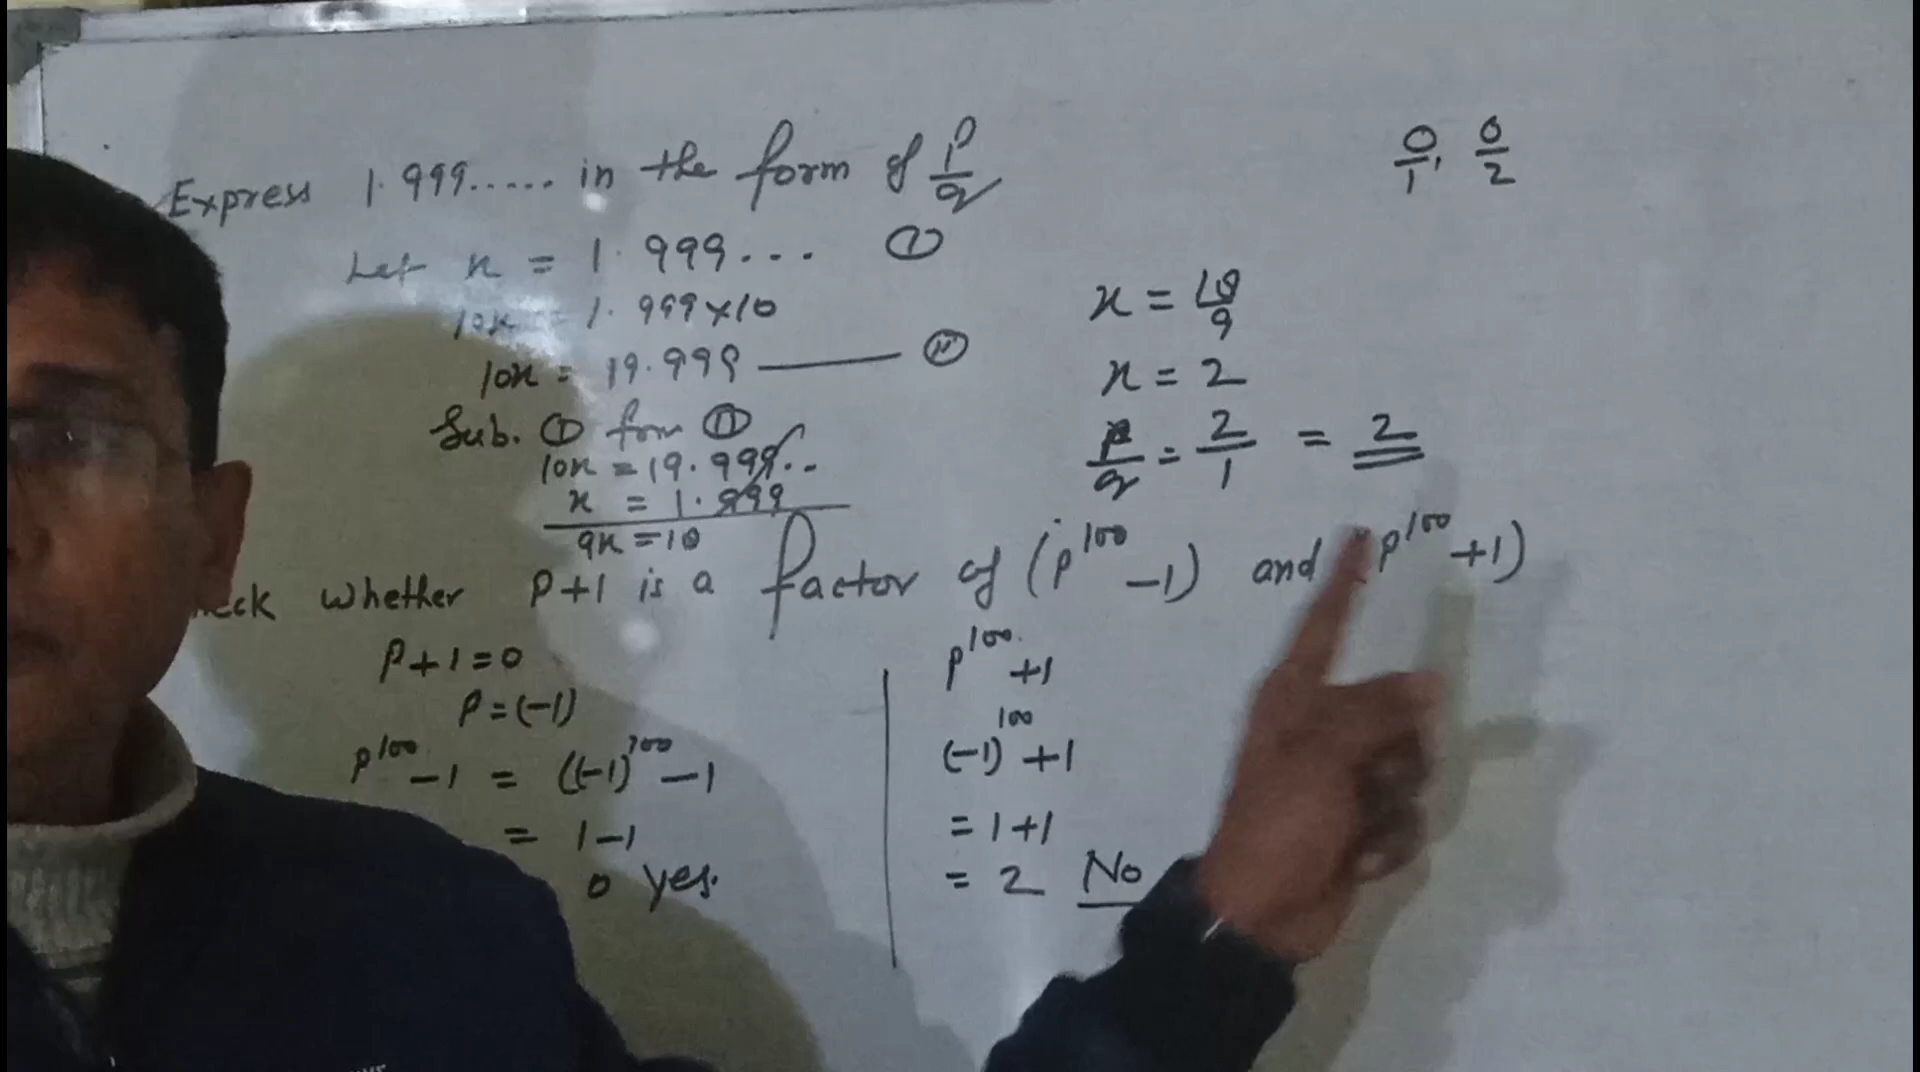 Express 1.999..... in the form of p/q
0/1, 0/2
Let x = 1.999... ①
10x = 1.999×10
10x = 19.999 ——— ⑪
Sub. ① from ⑪
10x = 19.999...
x = 1.999
9x = 18
x = 18/9
x = 2
p/q = 2/1 = 2
whether P+1 is a factor of (p^100 -1) and (p^100 +1)
P+1=0
P=(-1)
p^100 -1 = ((-1)^100 -1
= 1-1
0 yes.
p^100 +1
(-1)^100 +1
= 1+1
= 2 No